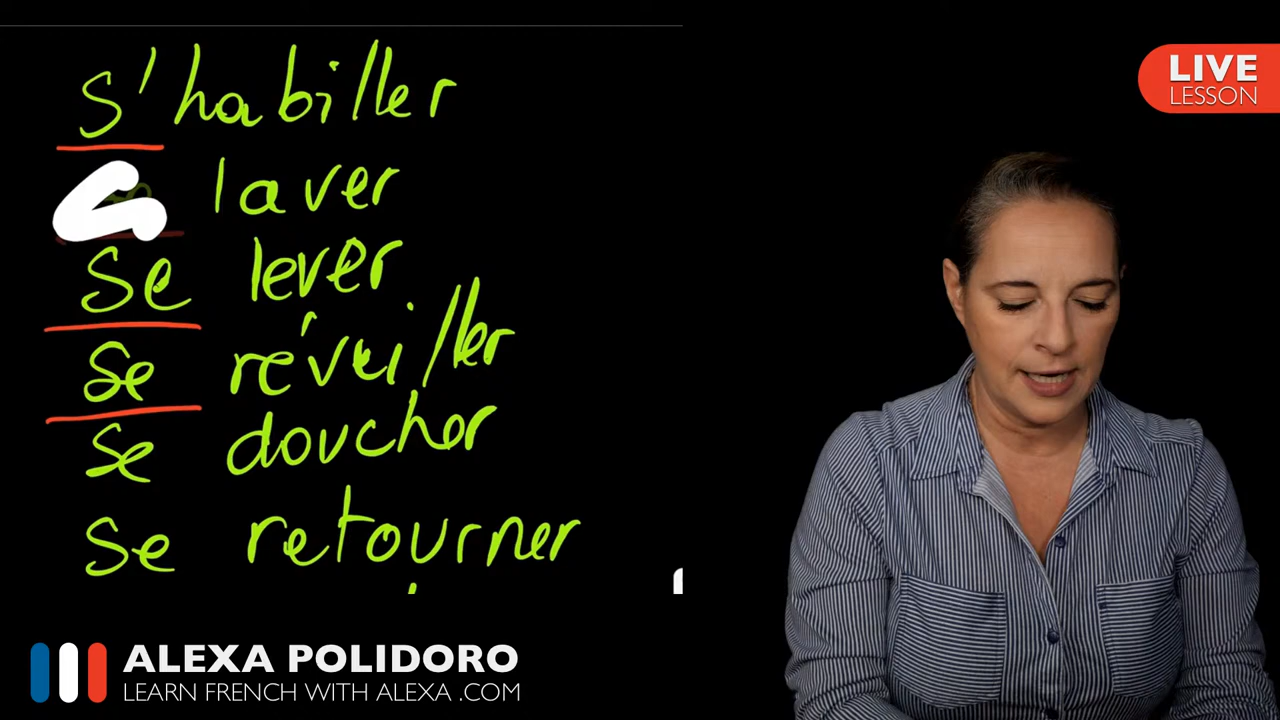 s'habiller
laver
se lever
se réveiller
se doucher
se retourner
LIVE
LESSON
ALEXA POLIDORO
LEARN FRENCH WITH ALEXA .COM